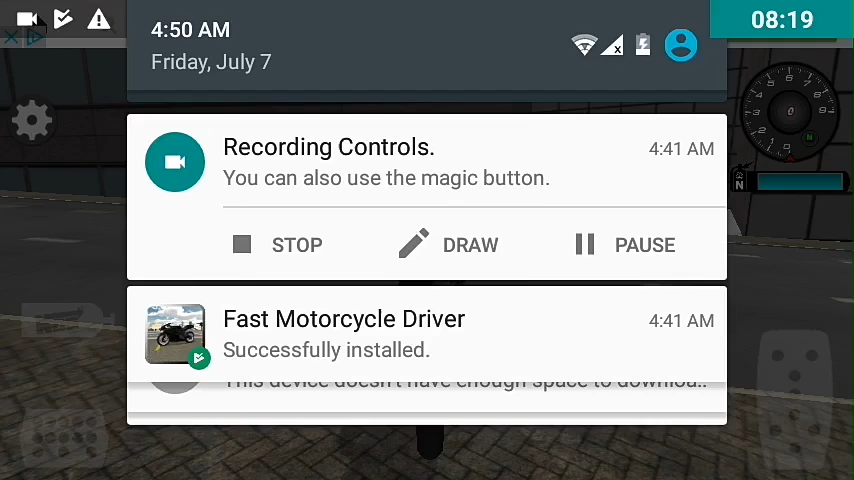 4:50 AM
08:19
Friday, July 7
Recording Controls.
4:41 AM
You can also use the magic button.
STOP
DRAW
PAUSE
Fast Motorcycle Driver
4:41 AM
Successfully installed.
This device doesn't have enough space to downloa..
N
0
N